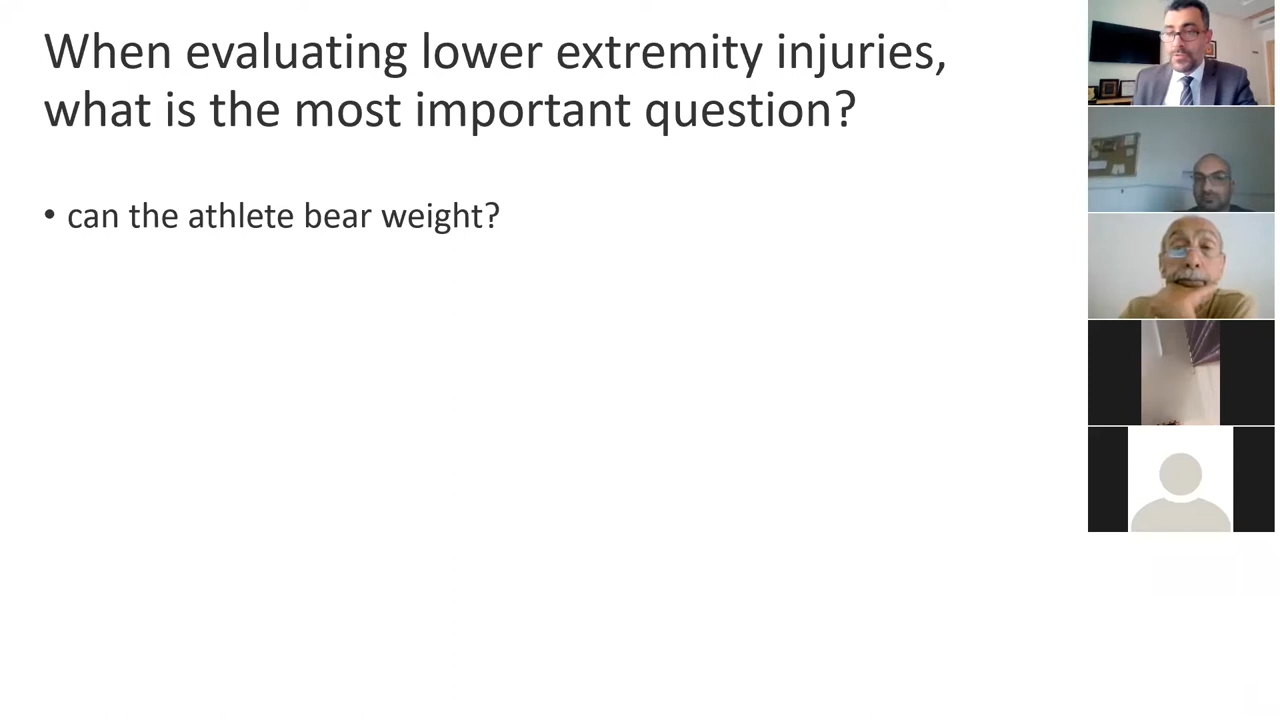 When evaluating lower extremity injuries,
what is the most important question?
• can the athlete bear weight?